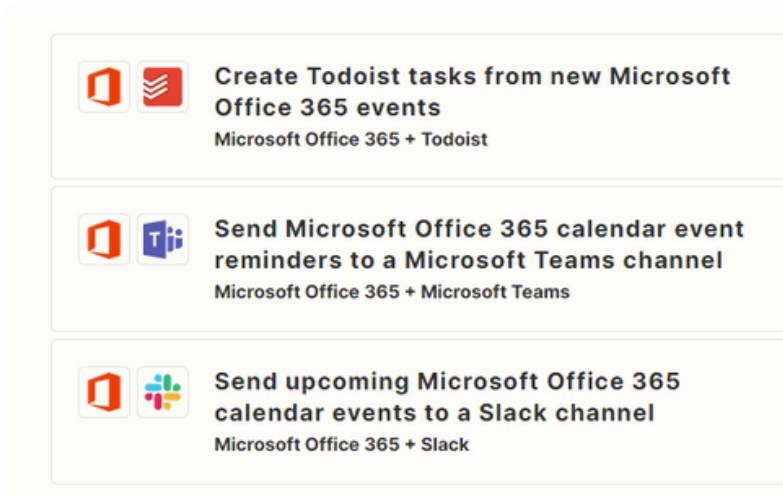 Create Todoist tasks from new Microsoft
Office 365 events
Microsoft Office 365 + Todoist
T
Send Microsoft Office 365 calendar event
reminders to a Microsoft Teams channel
Microsoft Office 365 + Microsoft Teams
Send upcoming Microsoft Office 365
calendar events to a Slack channel
Microsoft Office 365 + Slack